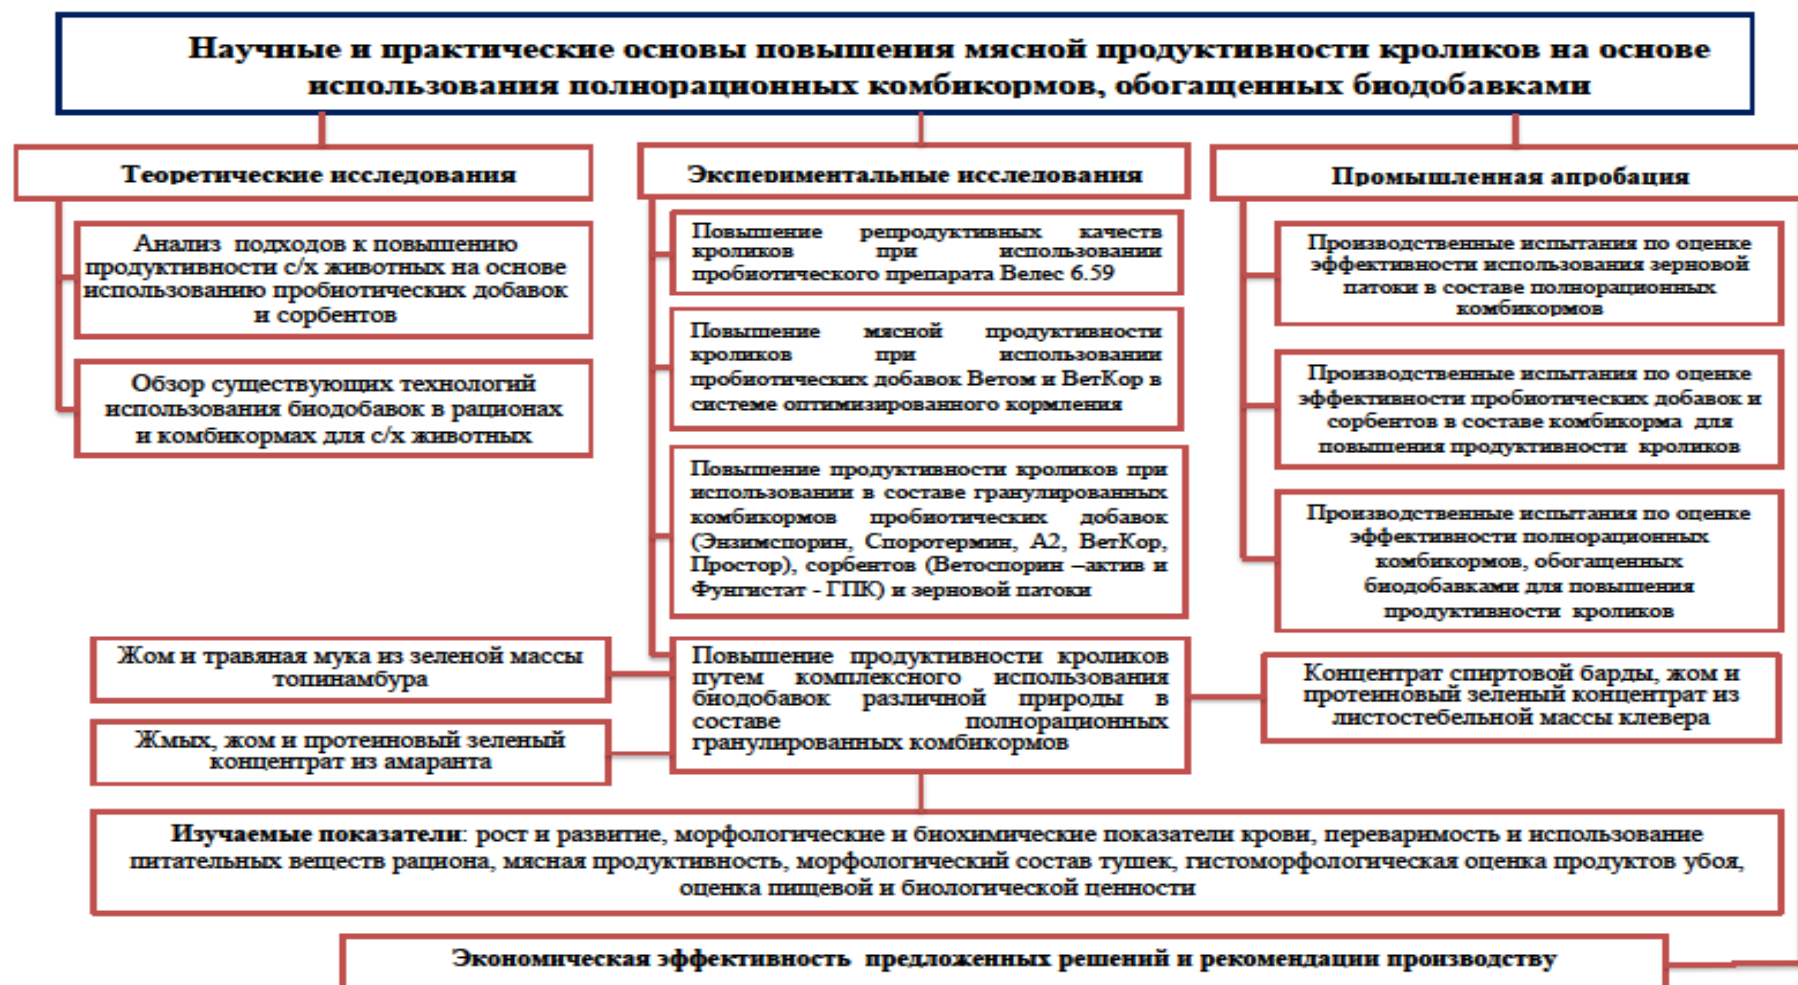 Научные и практические основы повышения мясной продуктивности кроликов на основе
использования полнорационных комбикормов, обогащенных биодобавками
Теоретические исследования
Анализ подходов к повышению
продуктивности с/х животных на основе
использованию пробиотических добавок
и сорбентов
Обзор существующих технологий
использования биодобавок в рационах
и комбикормах для с/х животных
Экспериментальные исследования
Повышение репродуктивных качеств
кроликов при использовании
пробиотического препарата Велес 6.59
Повышение мясной продуктивности
кроликов при использовании
пробиотических добавок Ветом и ВетКор в
системе оптимизированного кормления
Повышение продуктивности кроликов при
использовании в составе гранулированных
комбикормов пробиотических добавок
(Энзимспорин, Споротермин, А2, ВетКор,
Простор), сорбентов (Ветоспорин –актив и
Фунгистат - ГПК) и зерновой патоки
Повышение продуктивности кроликов
путем комплексного использования
биодобавок различной природы в
составе полнорационных
гранулированных комбикормов
Промышленная апробация
Производственные испытания по оценке
эффективности использования зерновой
патоки в составе полнорационных
комбикормов
Производственные испытания по оценке
эффективности пробиотических добавок и
сорбентов в составе комбикорма для
повышения продуктивности кроликов
Производственные испытания по оценке
эффективности полнорационных
комбикормов, обогащенных
биодобавками для повышения
продуктивности кроликов
Жом и травяная мука из зеленой массы
топинамбура
Жмых, жом и протеиновый зеленый
концентрат из амаранта
Концентрат спиртовой барды, жом и
протеиновый зеленый концентрат из
листостебельной массы клевера
Изучаемые показатели: рост и развитие, морфологические и биохимические показатели крови, переваримость и использование
питательных веществ рациона, мясная продуктивность, морфологический состав тушек, гистоморфологическая оценка продуктов убоя,
оценка пищевой и биологической ценности
Экономическая эффективность предложенных решений и рекомендации производству